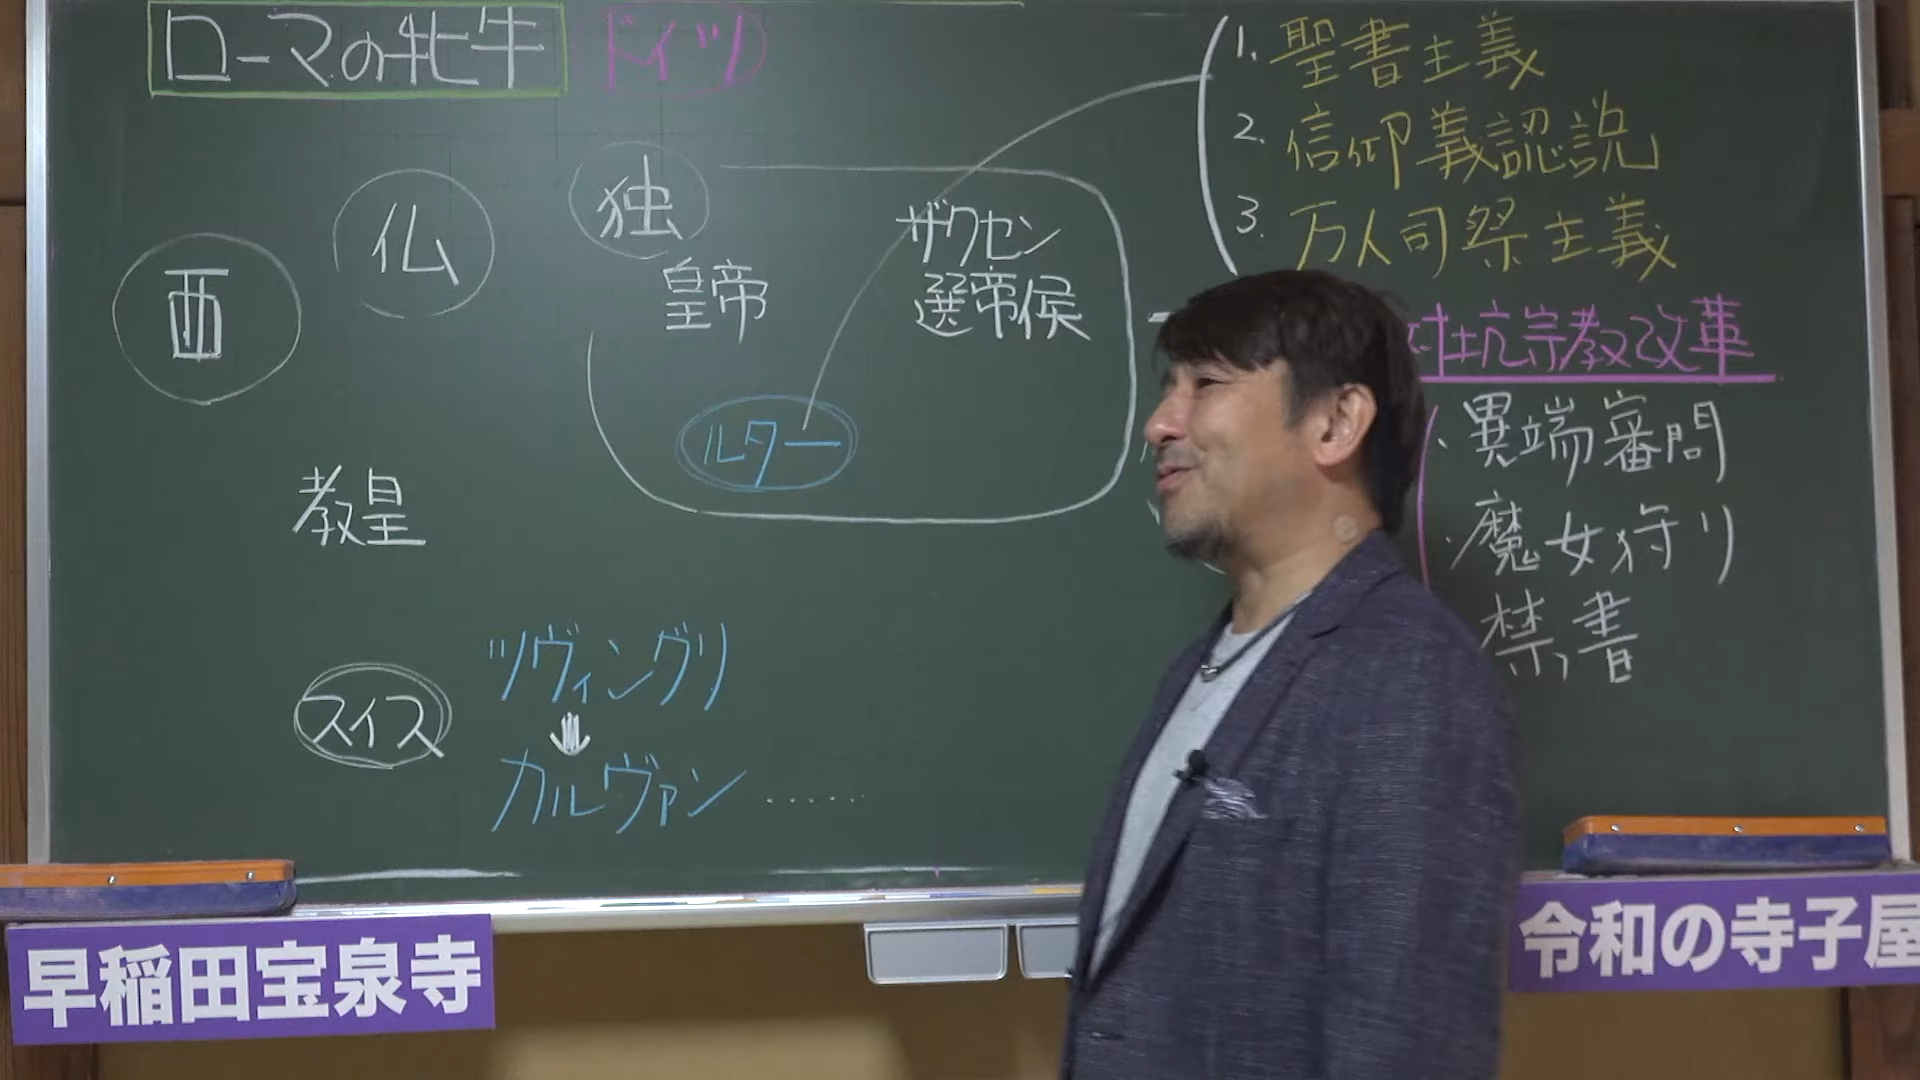 ローマの牝牛 ドイツ
西
仏
独
皇帝
ザクセン
選帝侯
ルター
教皇
スイス
ツヴィングリ
カルヴァン……
1. 聖書主義
2. 信仰義認説
3. 万人司祭主義
対抗宗教改革
・異端審問
・魔女狩り
禁書
早稲田宝泉寺
令和の寺子屋